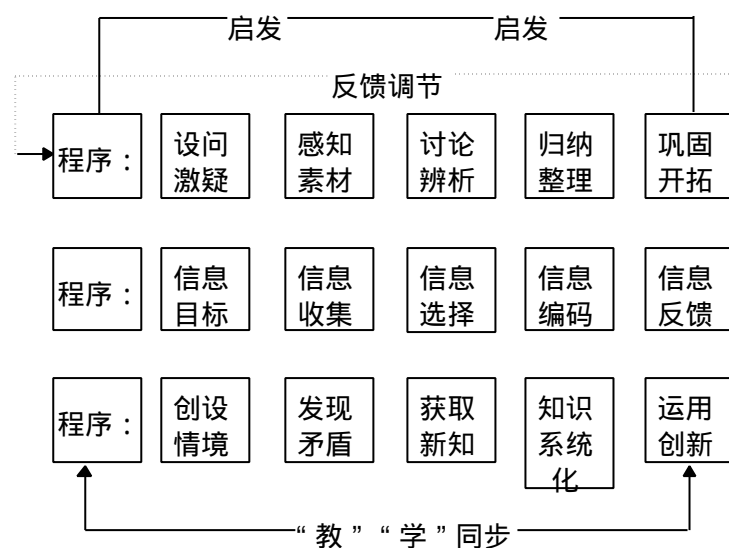 启发 启发
反馈调节
程序： 设问 感知 讨论 归纳 巩固
激疑 素材 辨析 整理 开拓
程序： 信息 信息 信息 信息 信息
目标 收集 选择 编码 反馈
程序： 创设 发现 获取 知识 运用
情境 矛盾 新知 系统 创新
化
“教”“学”同步